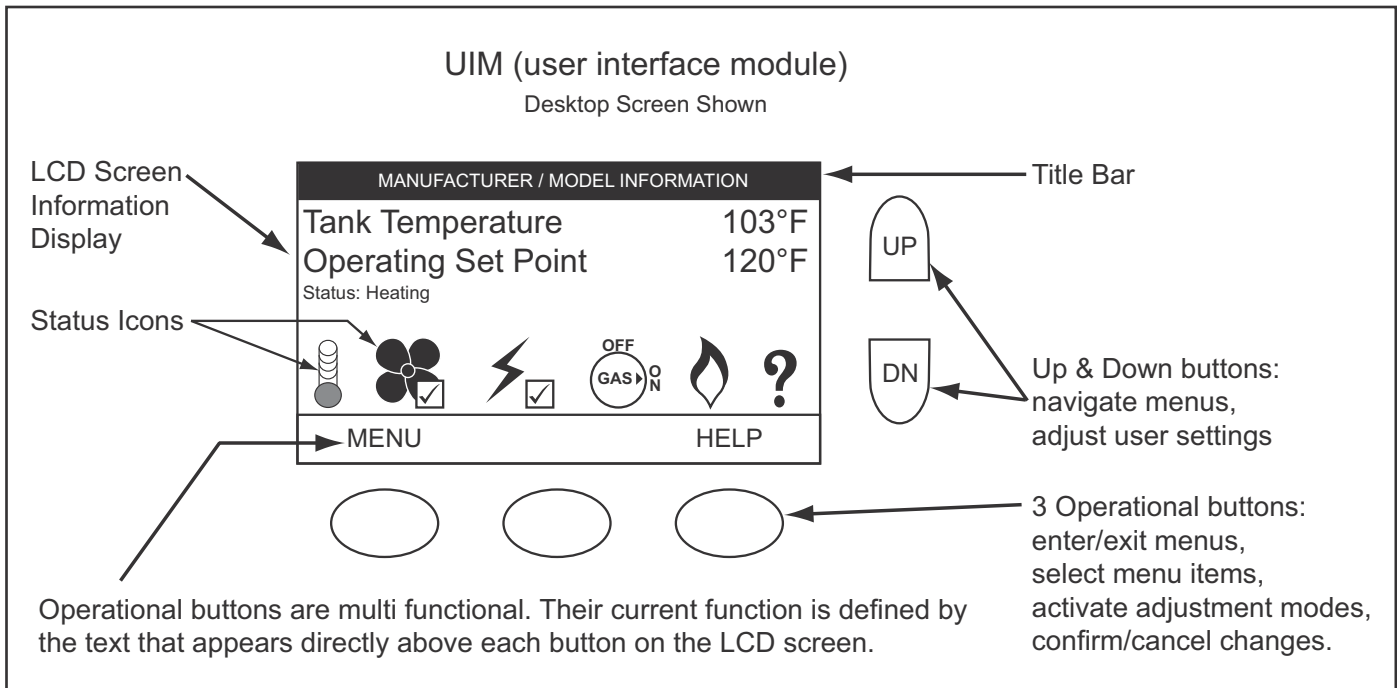 UIM (user interface module)
Desktop Screen Shown
LCD Screen
Information
Display
MANUFACTURER / MODEL INFORMATION
Title Bar
Tank Temperature 103°F
Operating Set Point 120°F
Status: Heating
UP
Status Icons
OFF
GAS
ON
?
DN
Up & Down buttons:
navigate menus,
adjust user settings
MENU HELP
3 Operational buttons:
enter/exit menus,
select menu items,
activate adjustment modes,
confirm/cancel changes.
Operational buttons are multi functional. Their current function is defined by
the text that appears directly above each button on the LCD screen.